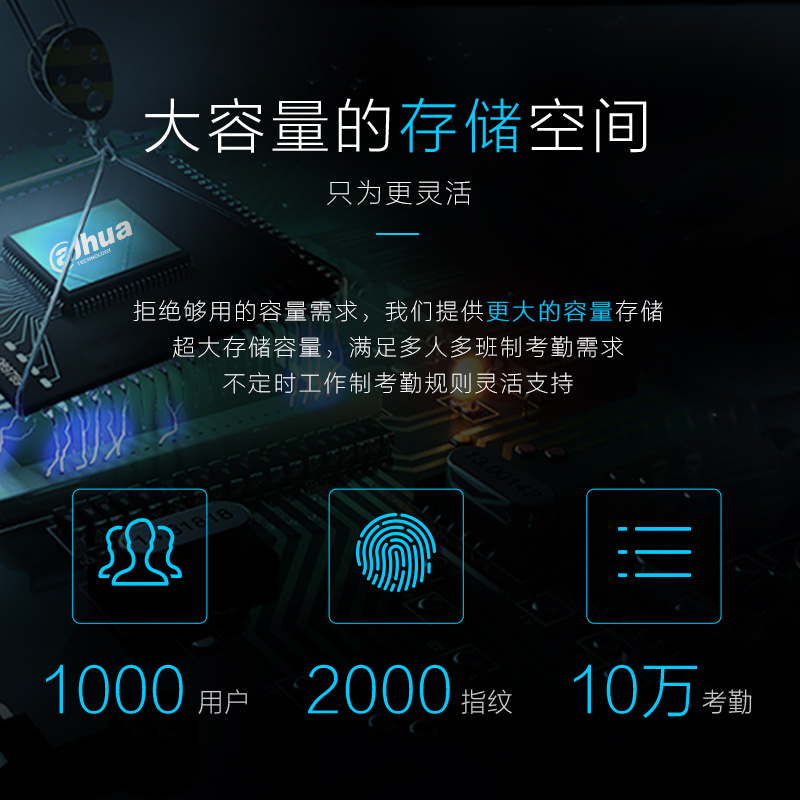 大容量的存储空间
只为更灵活
alhua
TECHNOLOGY
拒绝够用的容量需求，我们提供更大的容量存储
超大存储容量，满足多人多班制考勤需求
不定时工作制考勤规则灵活支持
1000 用户
2000 指纹
10万 考勤